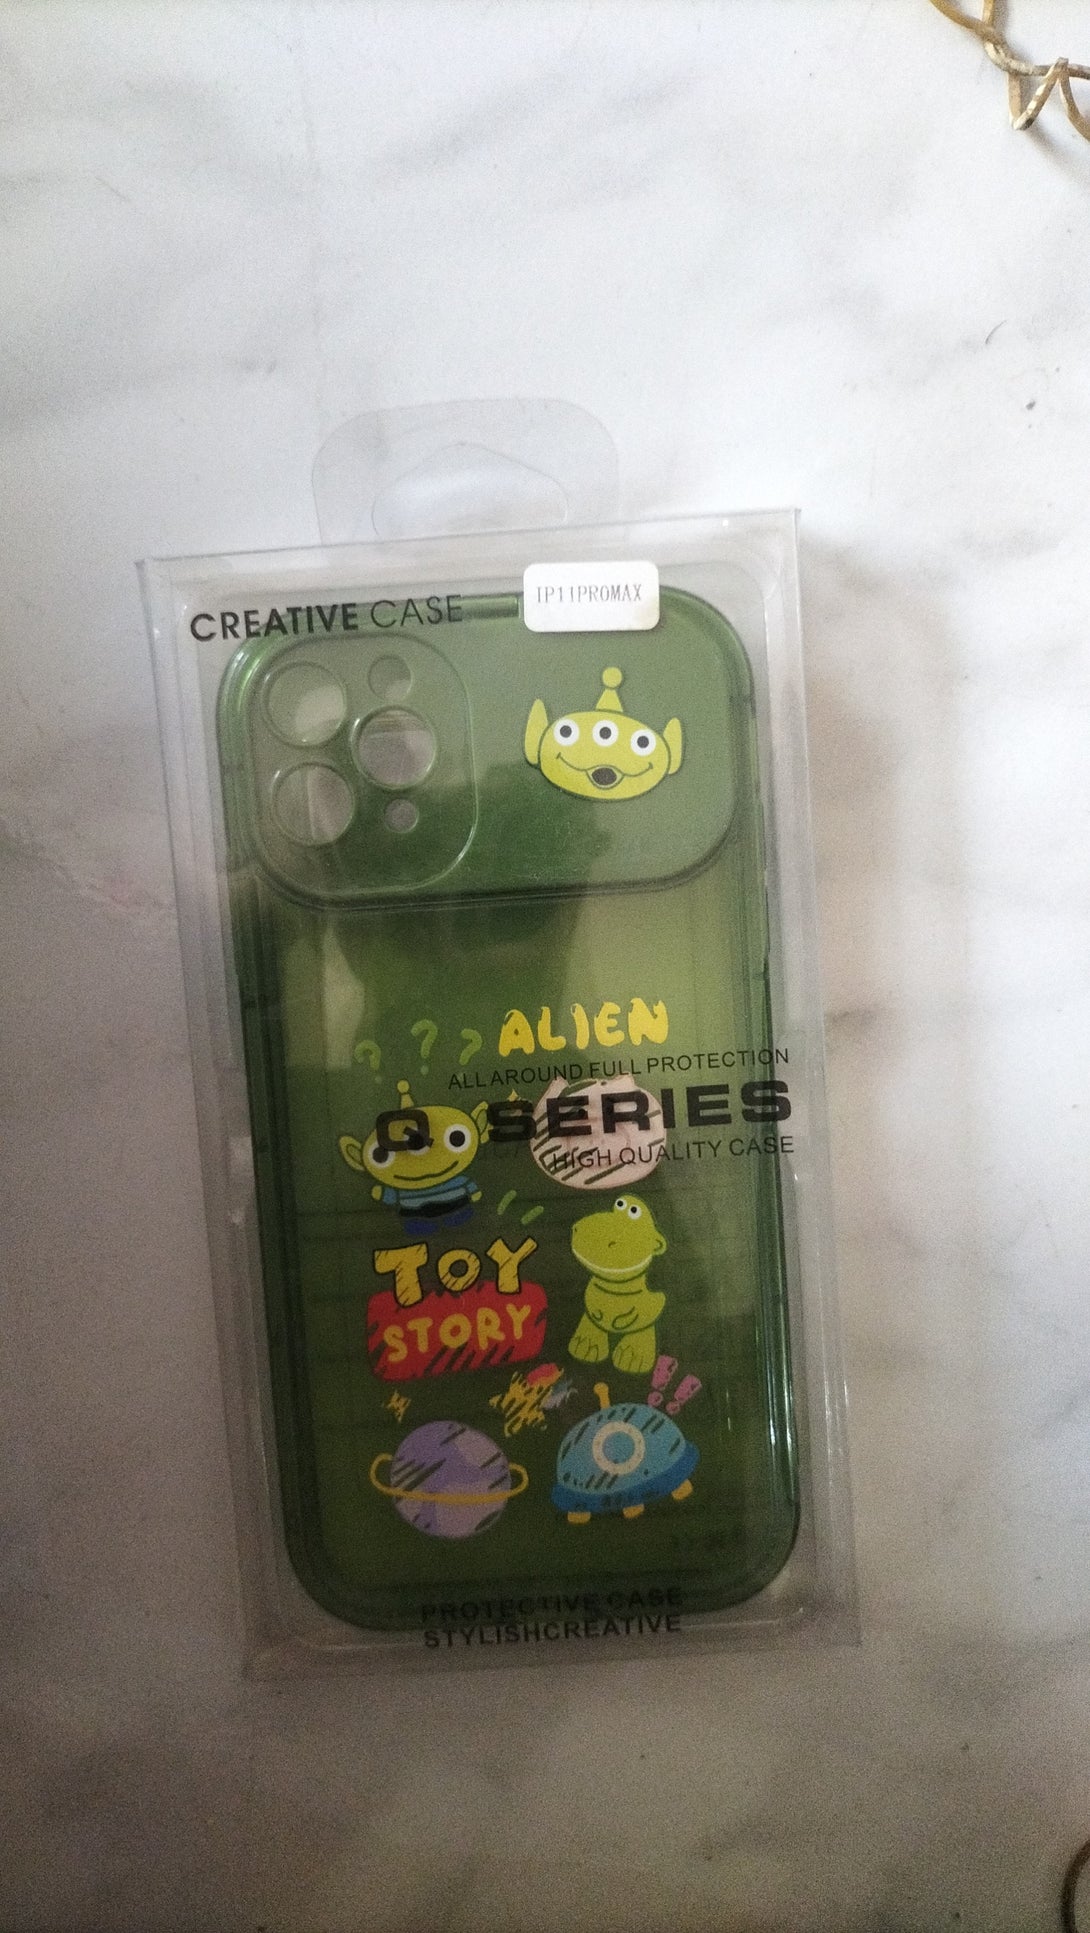 CREATIVE CASE
IP11PROMAX
? ? ?
ALIEN
ALL AROUND FULL PROTECTION
Q SERIES
HIGH QUALITY CASE
TOY
STORY
!!
PROTECTIVE CASE
STYLISHCREATIVE